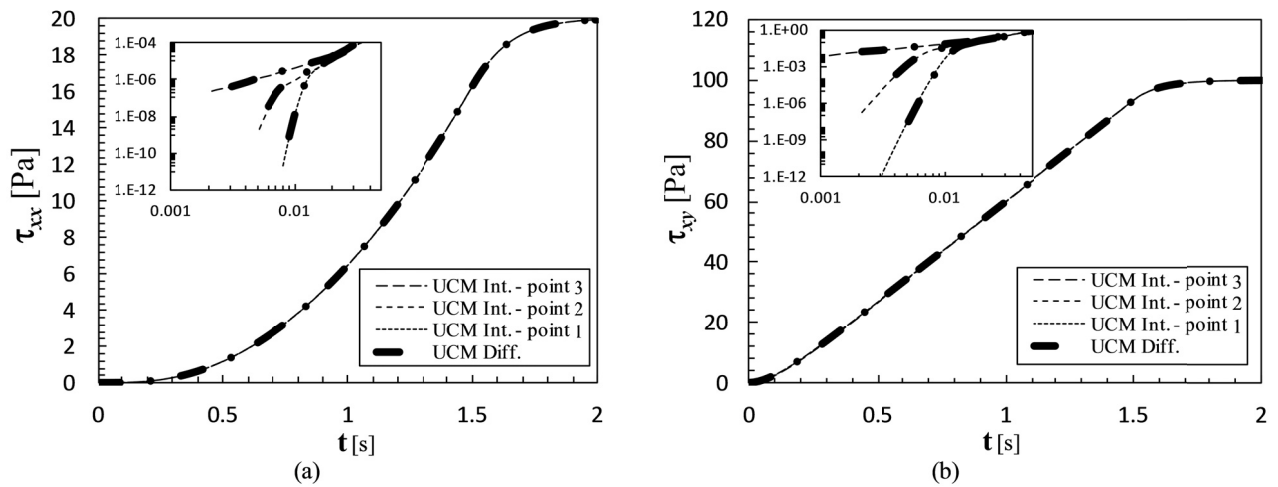 20
18
16
14
12
10
8
6
4
2
0
τxx [Pa]
1.E-04
1.E-06
1.E-08
1.E-10
1.E-12
0.001
0.01
UCM Int. - point 3
UCM Int. - point 2
UCM Int. - point 1
UCM Diff.
0
0.5
1
1.5
2
t [s]
(a)
120
100
80
60
40
20
0
τxy [Pa]
1.E+00
1.E-03
1.E-06
1.E-09
1.E-12
0.001
0.01
UCM Int. - point 3
UCM Int. - point 2
UCM Int. - point 1
UCM Diff.
0
0.5
1
1.5
2
t [s]
(b)